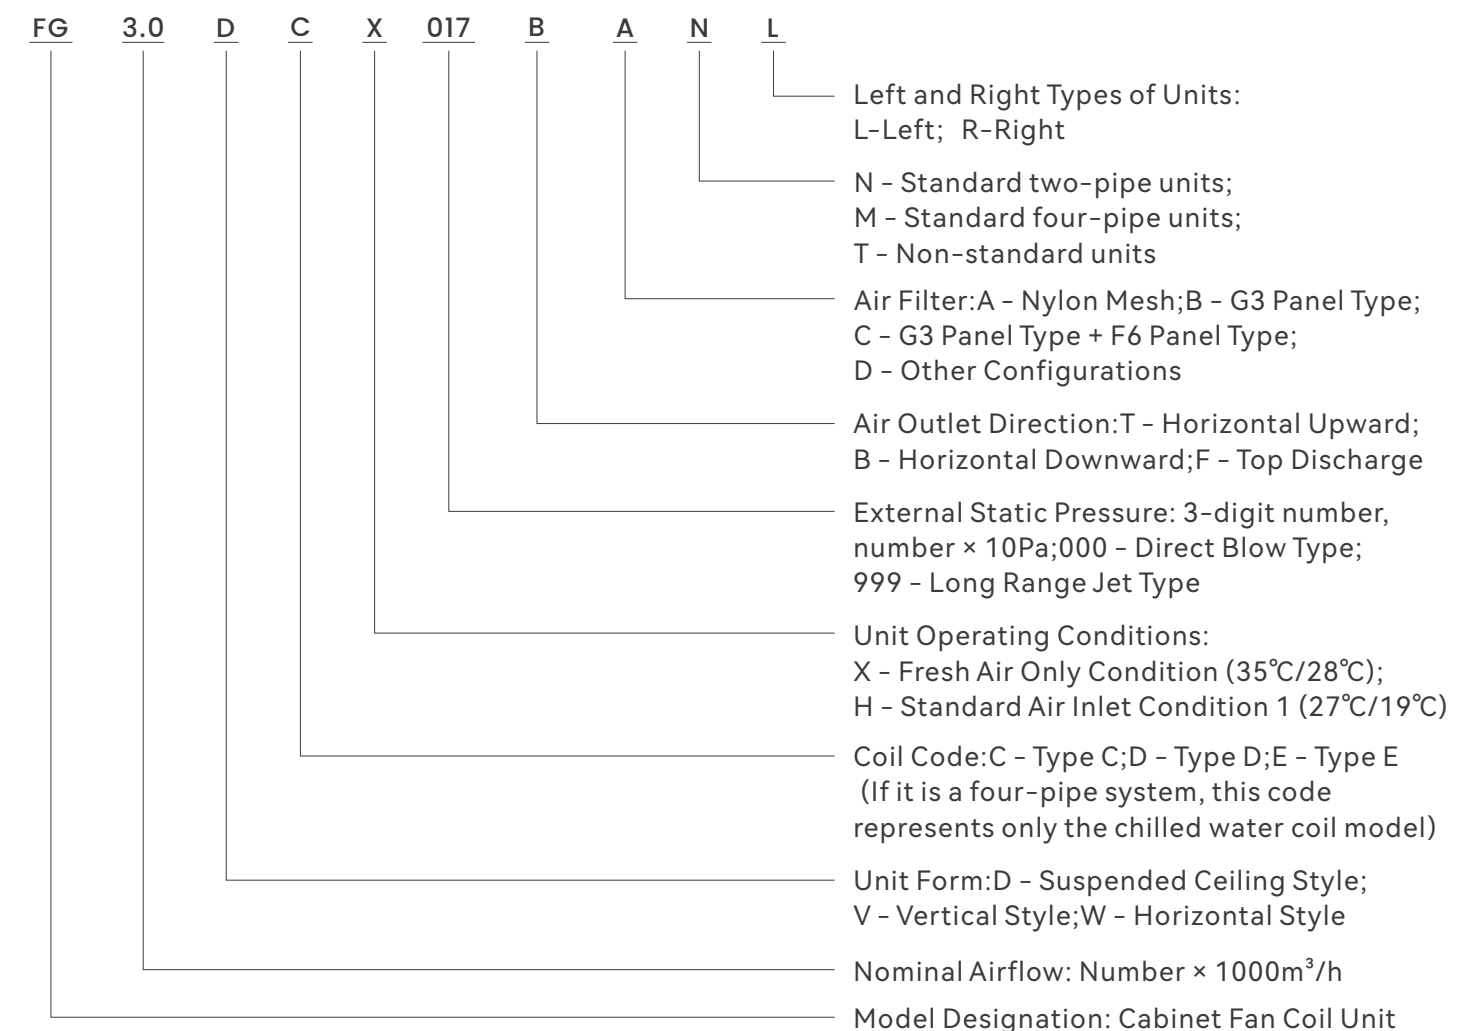 FG 3.0 D C X 017 B A N L
Left and Right Types of Units:
L-Left; R-Right
N - Standard two-pipe units;
M - Standard four-pipe units;
T - Non-standard units
Air Filter:A - Nylon Mesh;B - G3 Panel Type;
C - G3 Panel Type + F6 Panel Type;
D - Other Configurations
Air Outlet Direction:T - Horizontal Upward;
B - Horizontal Downward;F - Top Discharge
External Static Pressure: 3-digit number,
number × 10Pa;000 - Direct Blow Type;
999 - Long Range Jet Type
Unit Operating Conditions:
X - Fresh Air Only Condition (35℃/28℃);
H - Standard Air Inlet Condition 1 (27℃/19℃)
Coil Code:C - Type C;D - Type D;E - Type E
(If it is a four-pipe system, this code
represents only the chilled water coil model)
Unit Form:D - Suspended Ceiling Style;
V - Vertical Style;W - Horizontal Style
Nominal Airflow: Number × 1000m³/h
Model Designation: Cabinet Fan Coil Unit